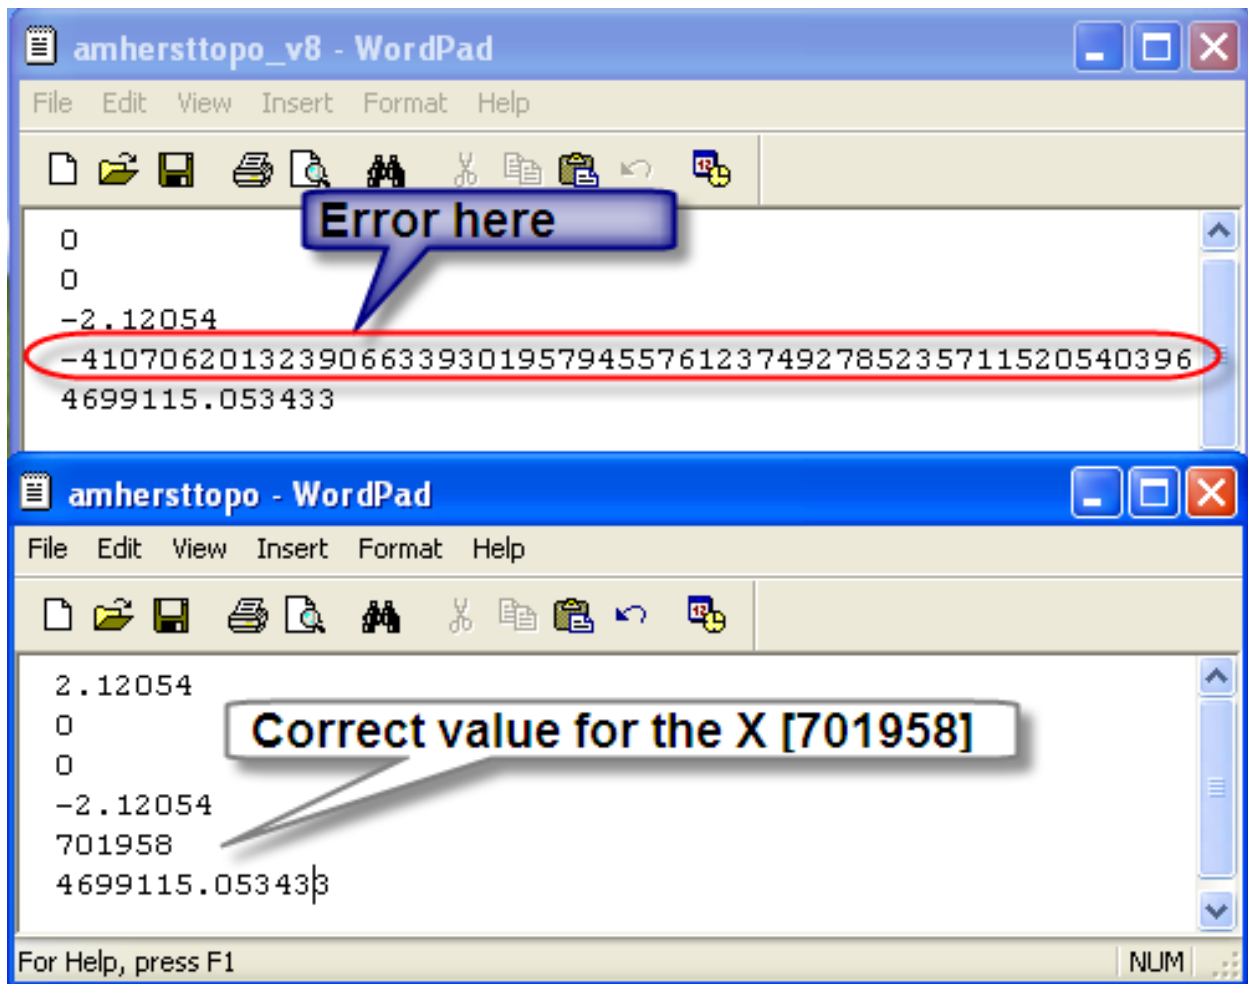 amhersttopo_v8 - WordPad
File Edit View Insert Format Help
Error here
0
0
-2.12054
-41070620132390663393019579455761237492785235711520540396
4699115.053433
amhersttopo - WordPad
File Edit View Insert Format Help
2.12054
Correct value for the X [701958]
0
0
-2.12054
701958
4699115.053433
For Help, press F1 NUM